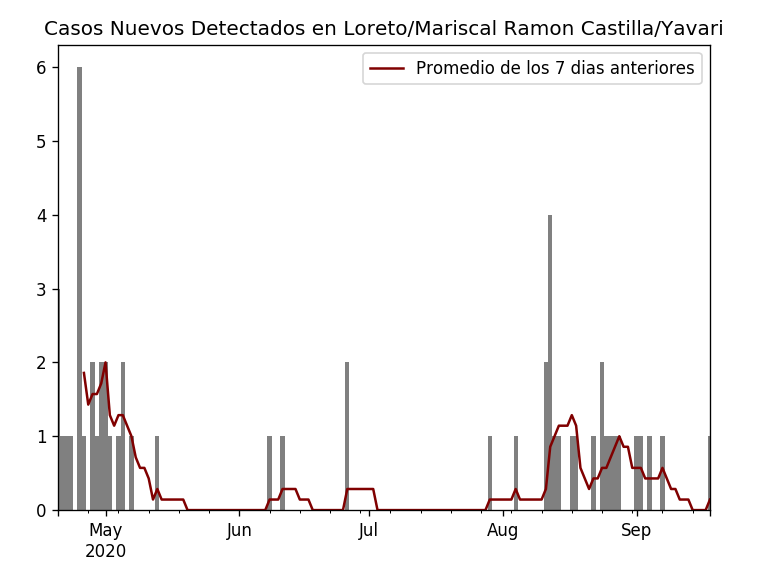 Casos Nuevos Detectados en Loreto/Mariscal Ramon Castilla/Yavari
Promedio de los 7 dias anteriores
6
5
4
3
2
1
0
May
2020
Jun
Jul
Aug
Sep